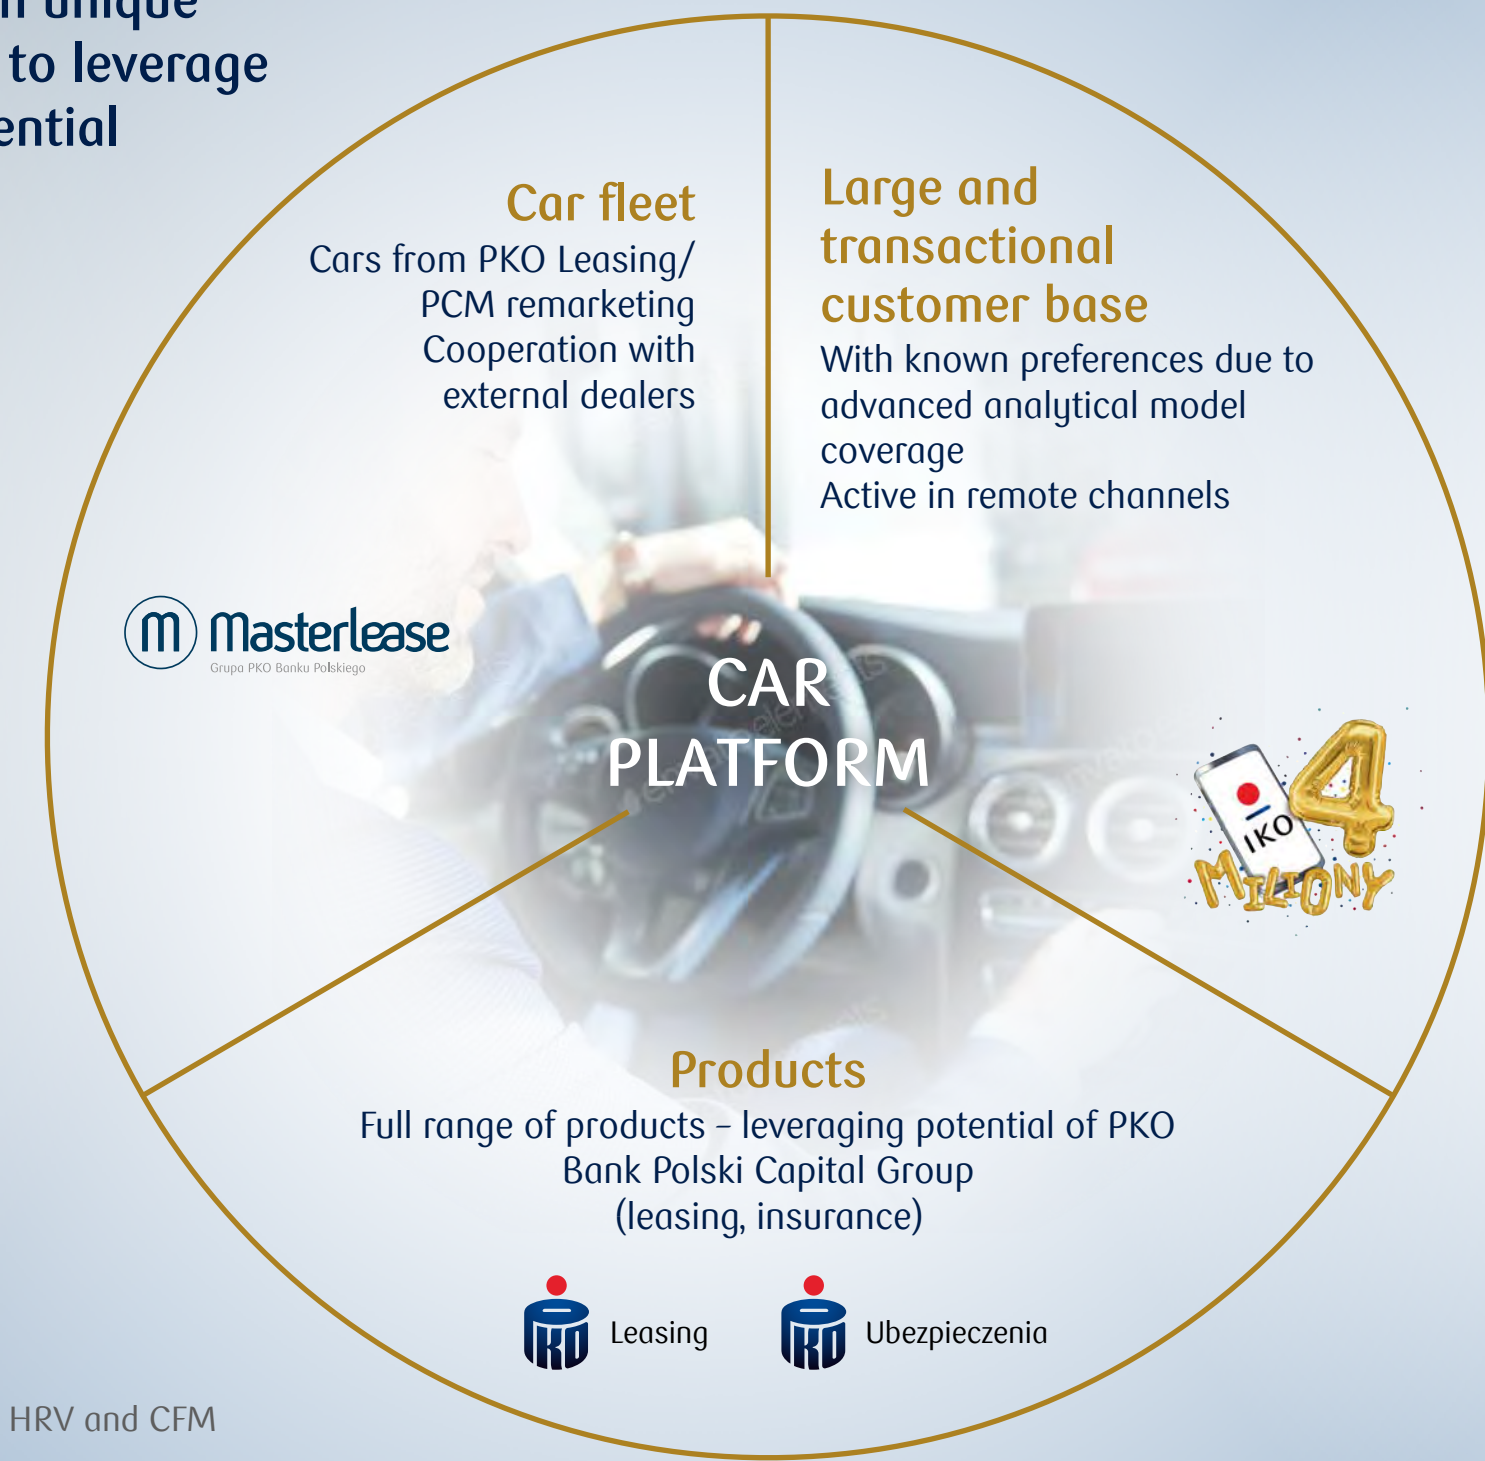 unique
to leverage
Car fleet
Cars from PKO Leasing/
PCM remarketing
Cooperation with
external dealers
Large and
transactional
customer base
With known preferences due to
advanced analytical model
coverage
Active in remote channels
m Masterlease
Grupa PKO Banku Polskiego
CAR
PLATFORM
IKO 4
MILIONY
Products
Full range of products – leveraging potential of PKO
Bank Polski Capital Group
(leasing, insurance)
PKO Leasing
PKO Ubezpieczenia
HRV and CFM